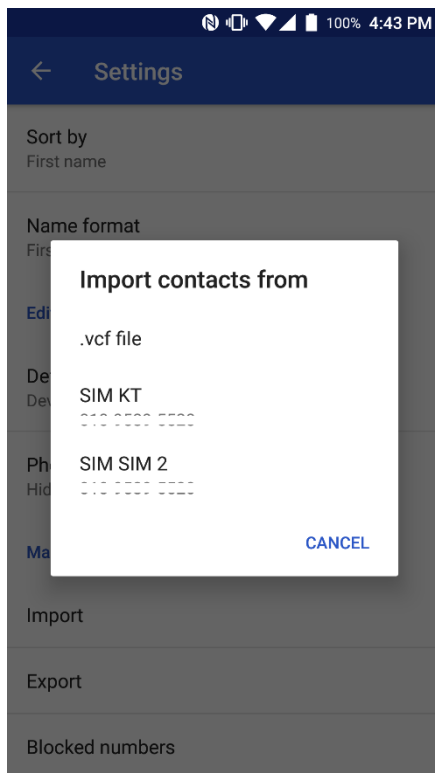 100% 4:43 PM
Settings
Sort by
First name
Name format
Import contacts from
.vcf file
SIM KT
SIM SIM 2
CANCEL
Import
Export
Blocked numbers